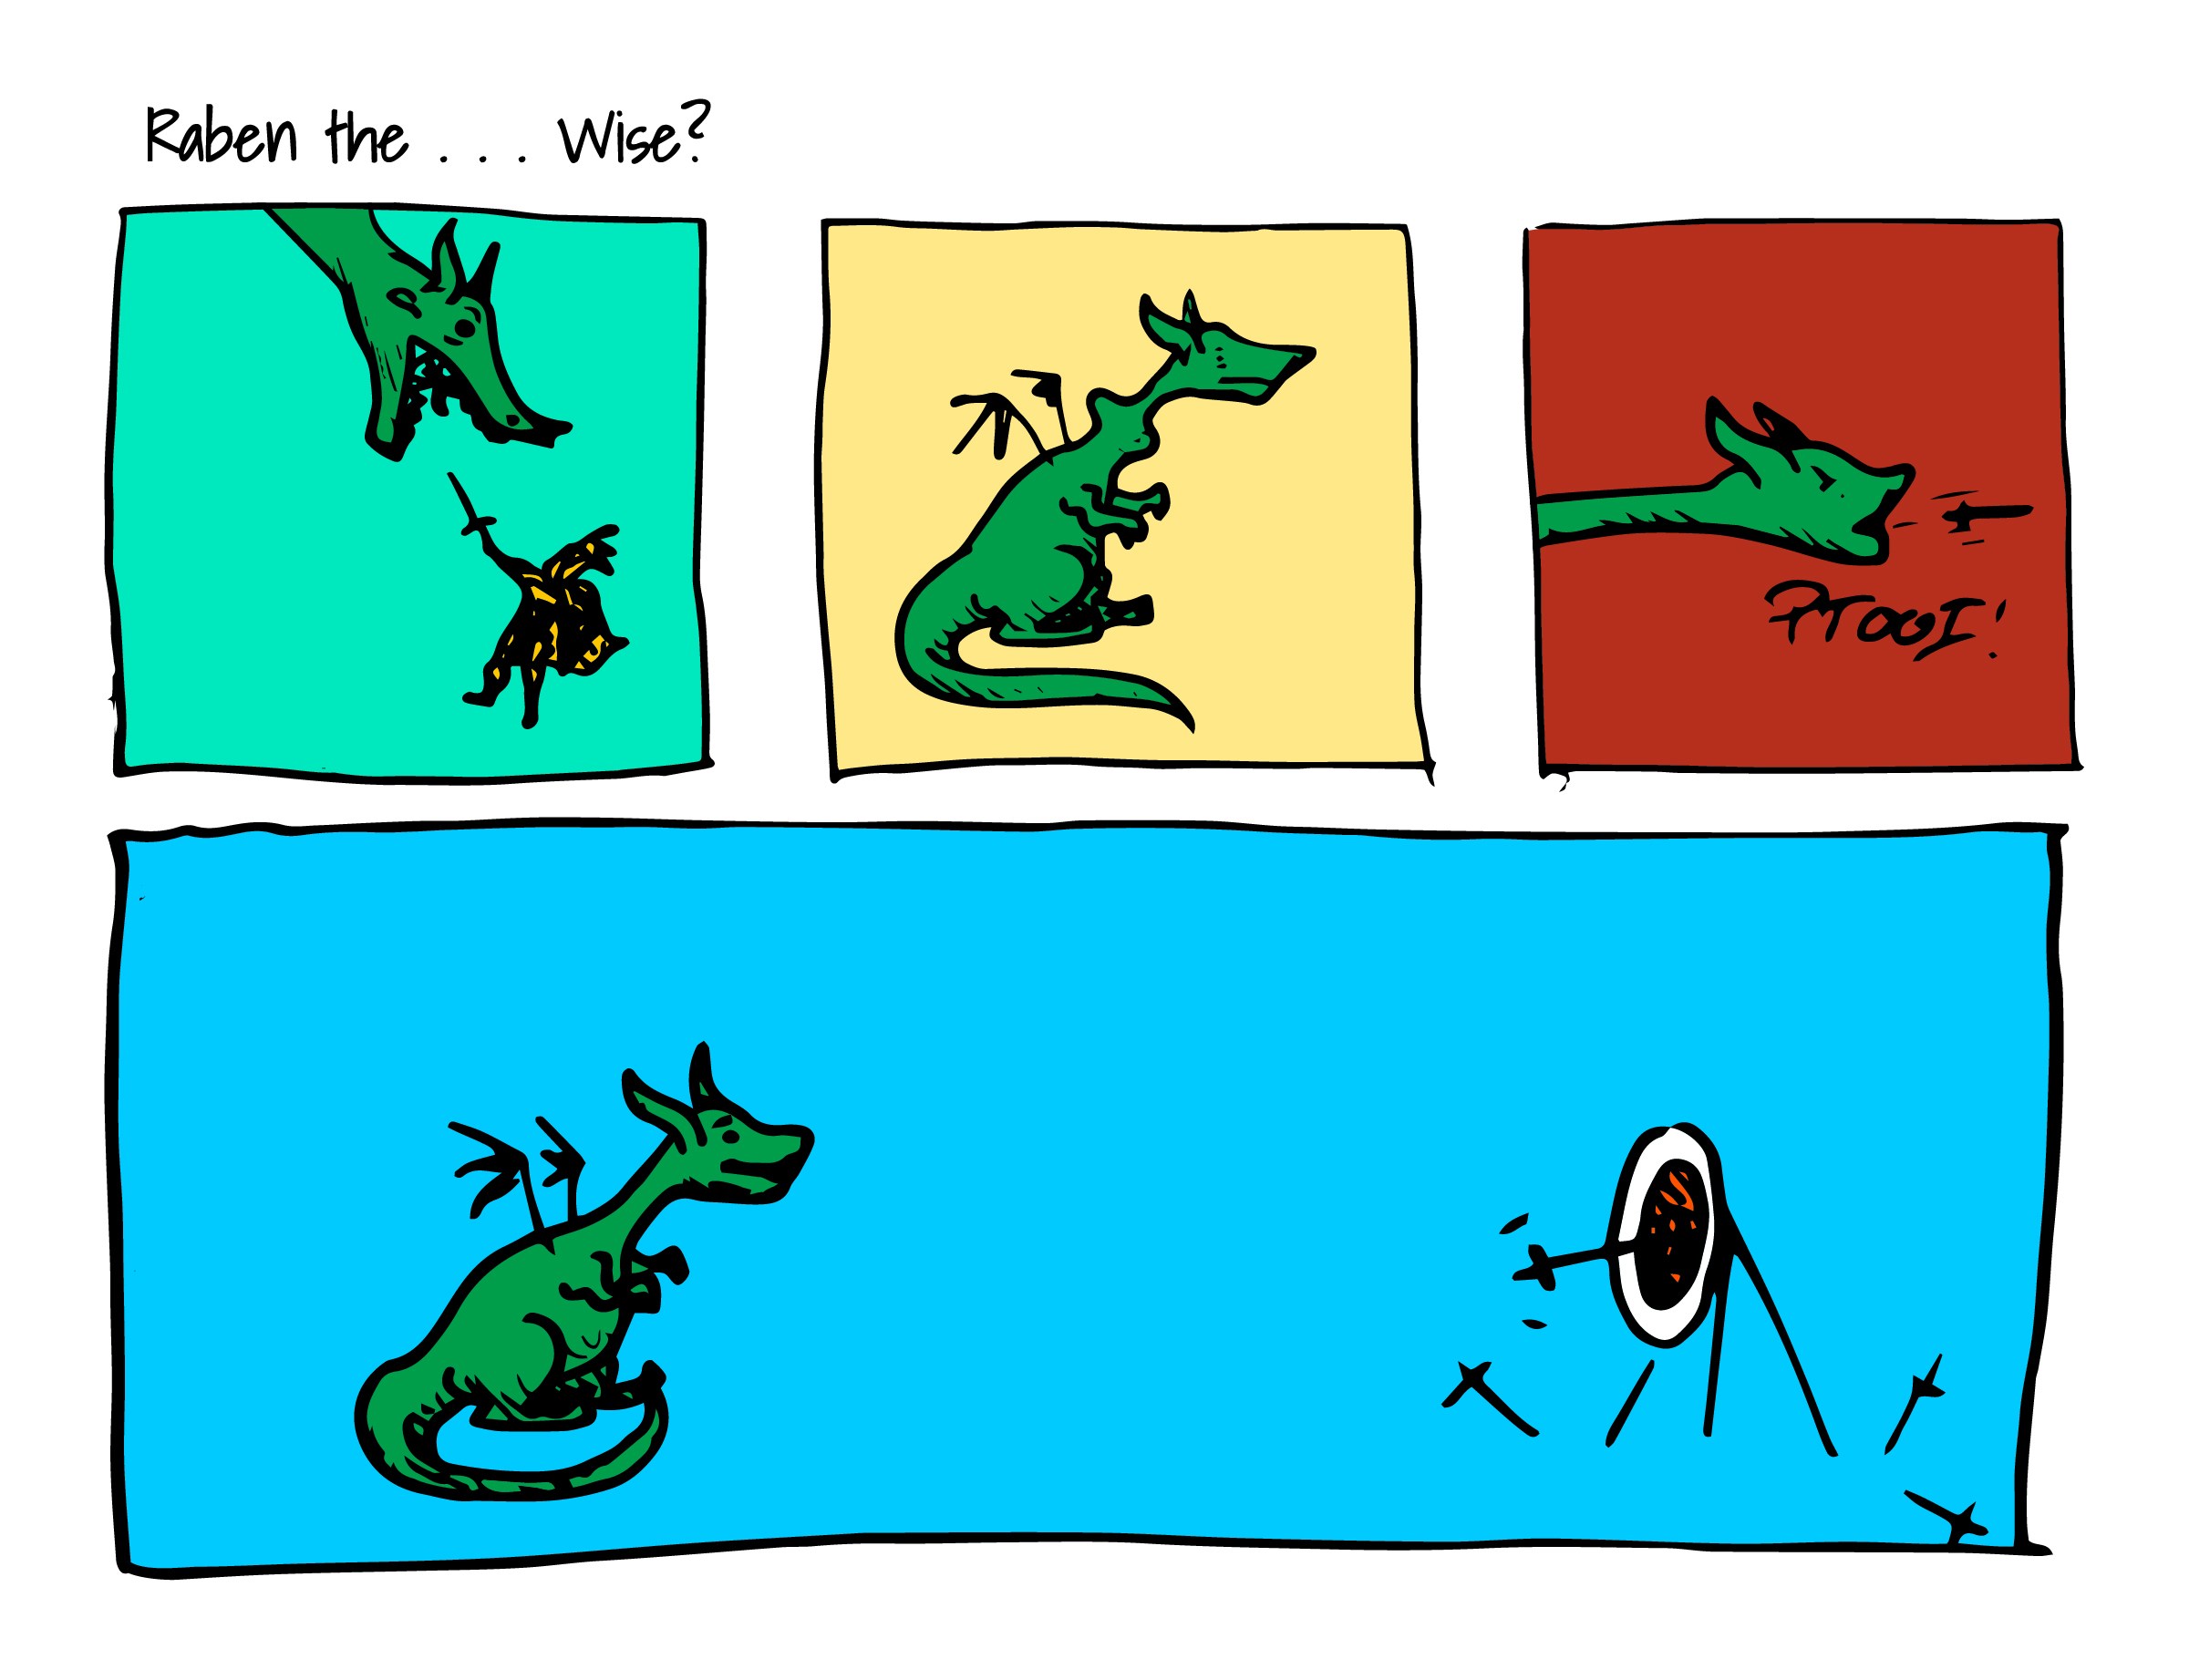 Raben the . . . Wise?
Ptooi!